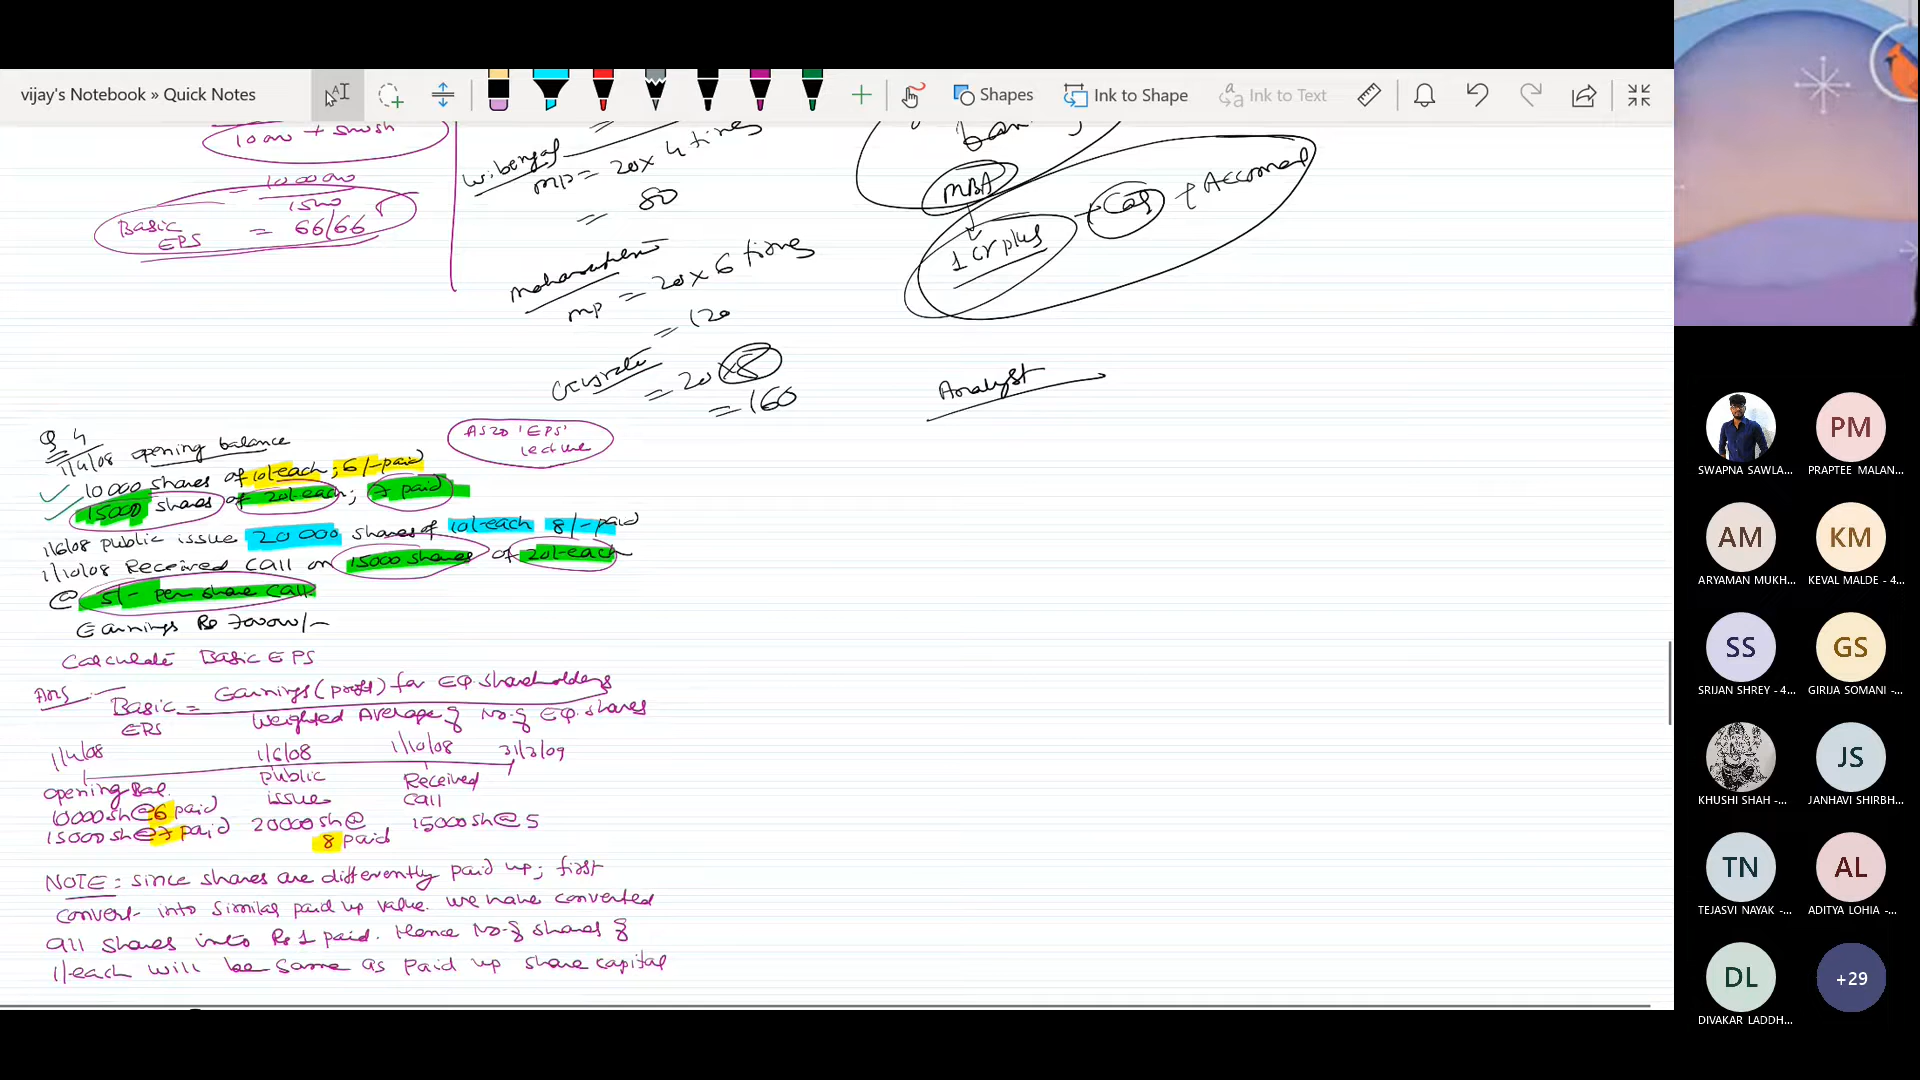 vijay's Notebook » Quick Notes
Shapes
Ink to Shape
Ink to Text
= 66/66
Basic
EPS
W.bengal
mp = 20 x 4 times
= 80
mp = 20 x 6 times
= 120
= 20 x 8
= 160
MBA
1 Cr plus
Analyst
AS20 'EPS'
lecture
Q 4
1/4/08 opening balance
10000 shares of 10/-each; 6/-paid
15000 shares of 20/-each; 7 paid
1/6/08 public issue 20000 shares of 10/-each 8/-paid
1/10/08 Received call on 15000 shares of 20/-each
@ 5/- per share call.
Earnings Rs 70000/-
Calculate Basic EPS
Ans
Basic EPS = Earnings (profit) for EQ. shareholders
Weighted Average of No. of EQ. shares
1/4/08 1/6/08 1/10/08 31/3/09
opening Bal. public issue Received call
10000 sh @ 6 paid
15000 sh @ 7 paid 20000 sh @ 8 paid 15000 sh @ 5
NOTE: since shares are differently paid up; first
convert into similar paid up value. we have converted
all shares into Rs 1 paid. Hence No. of shares of
1/-each will be same as paid up share capital
SWAPNA SAWLA...
PM
PRAPTEE MALAN...
AM
ARYAMAN MUKH...
KM
KEVAL MALDE - 4...
SS
SRIJAN SHREY - 4...
GS
GIRIJA SOMANI -...
KHUSHI SHAH -...
JS
JANHAVI SHIRBH...
TN
TEJASVI NAYAK -...
AL
ADITYA LOHIA -...
DL
DIVAKAR LADDH...
+29